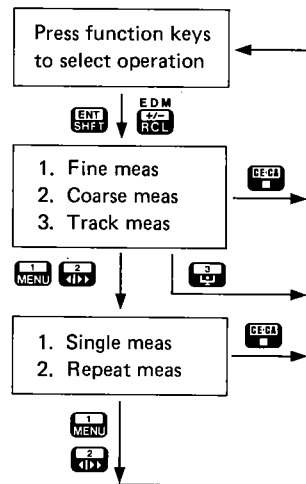 Press function keys
to select operation
EDM
ENT +/-
SHFT RCL
1. Fine meas
2. Coarse meas
3. Track meas
CE·CA
1 2 3
MENU
1. Single meas
2. Repeat meas
CE·CA
1
MENU
2